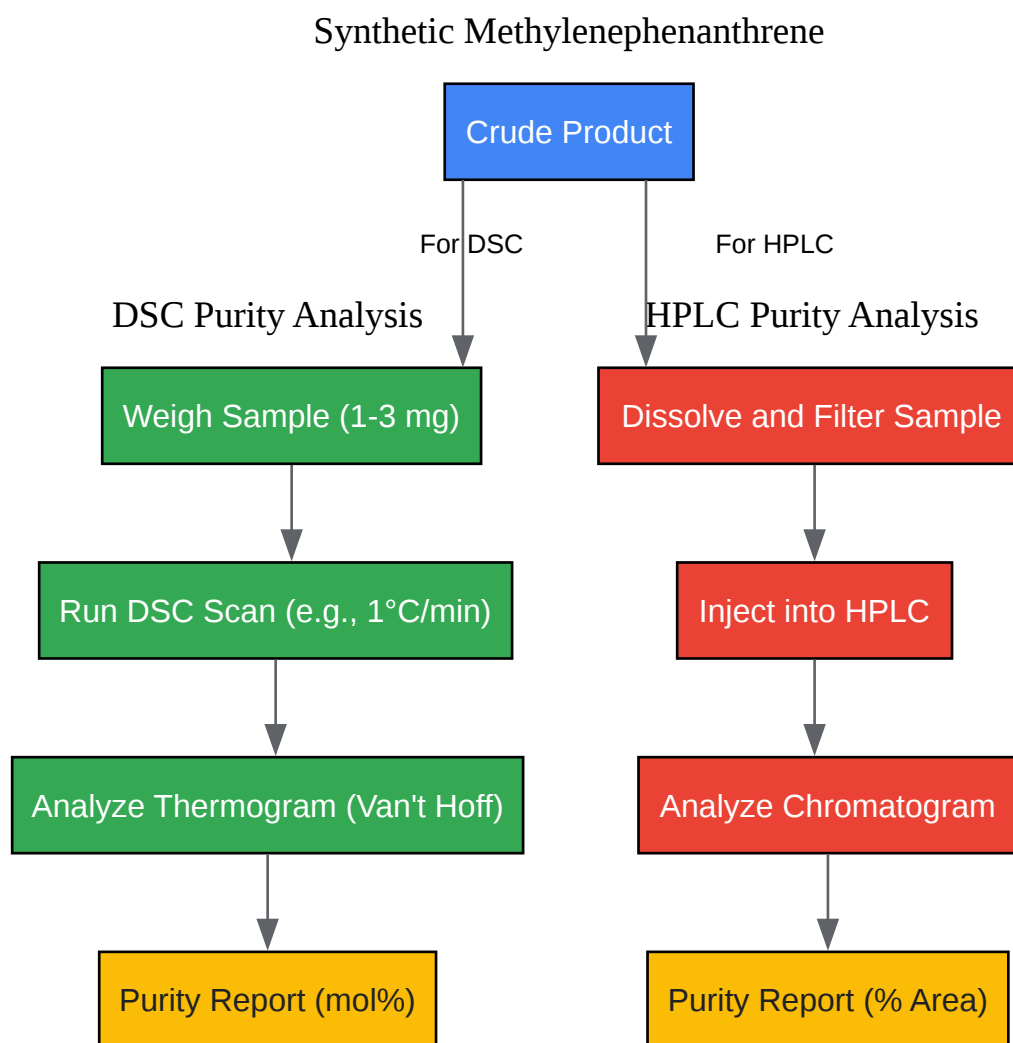 Synthetic Methylenephenanthrene
Crude Product
For DSC
For HPLC
DSC Purity Analysis
HPLC Purity Analysis
Weigh Sample (1-3 mg)
Dissolve and Filter Sample
Run DSC Scan (e.g., 1°C/min)
Inject into HPLC
Analyze Thermogram (Van't Hoff)
Analyze Chromatogram
Purity Report (mol%)
Purity Report (% Area)